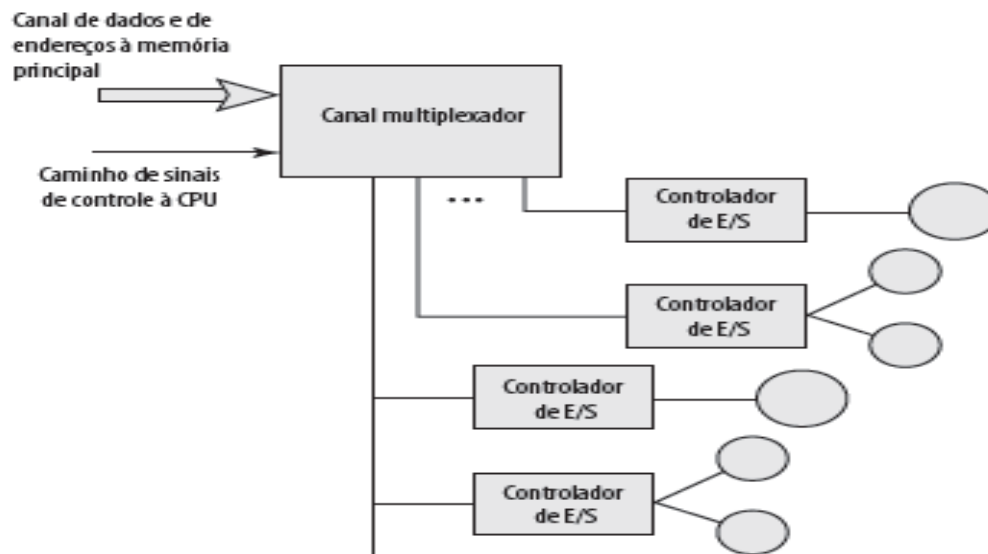 Canal de dados e de
endereços à memória
principal
Canal multiplexador
Caminho de sinais
de controle à CPU
...
Controlador
de E/S
Controlador
de E/S
Controlador
de E/S
Controlador
de E/S